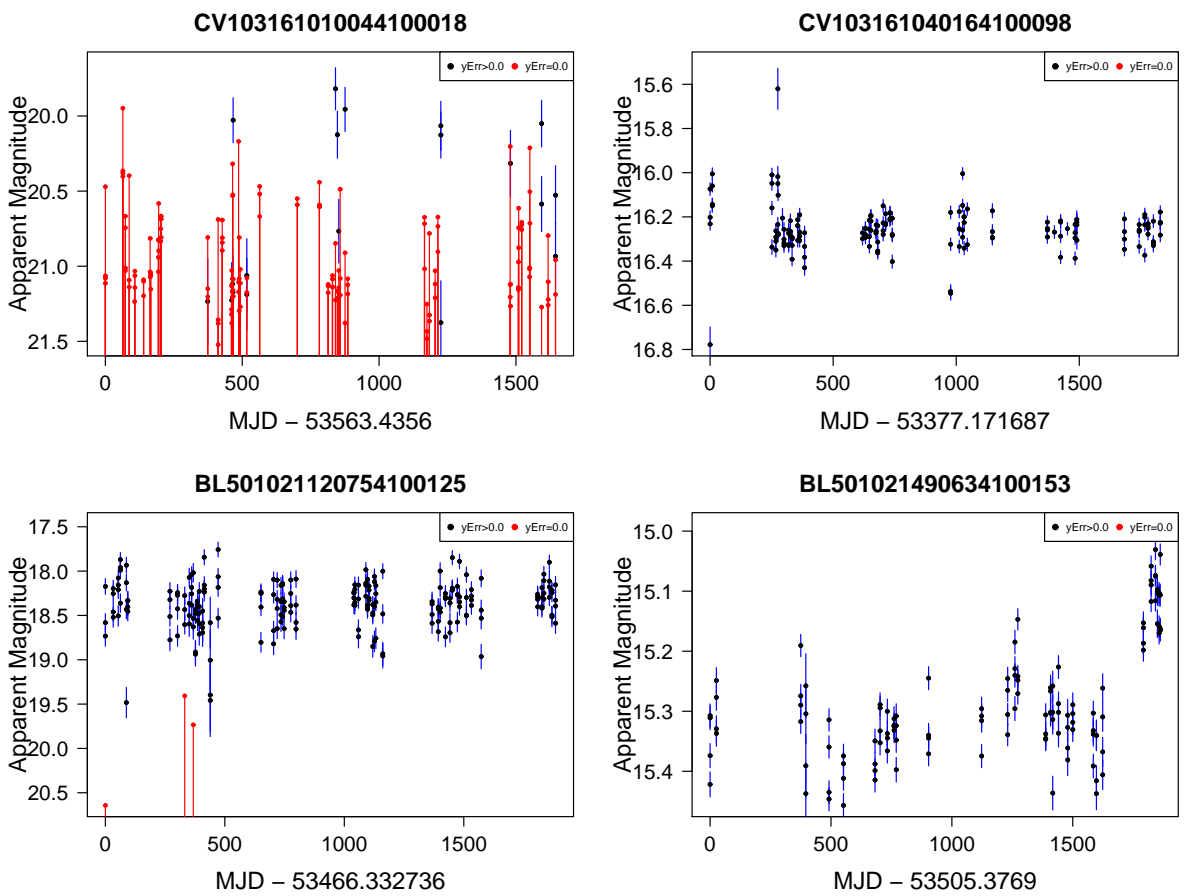 CV103161010044100018
yErr>0.0 yErr=0.0
Apparent Magnitude
20.0
20.5
21.0
21.5
0 500 1000 1500
MJD − 53563.4356
CV103161040164100098
yErr>0.0 yErr=0.0
Apparent Magnitude
15.6
15.8
16.0
16.2
16.4
16.6
16.8
0 500 1000 1500
MJD − 53377.171687
BL501021120754100125
yErr>0.0 yErr=0.0
Apparent Magnitude
17.5
18.0
18.5
19.0
19.5
20.0
20.5
0 500 1000 1500
MJD − 53466.332736
BL501021490634100153
yErr>0.0 yErr=0.0
Apparent Magnitude
15.0
15.1
15.2
15.3
15.4
0 500 1000 1500
MJD − 53505.3769